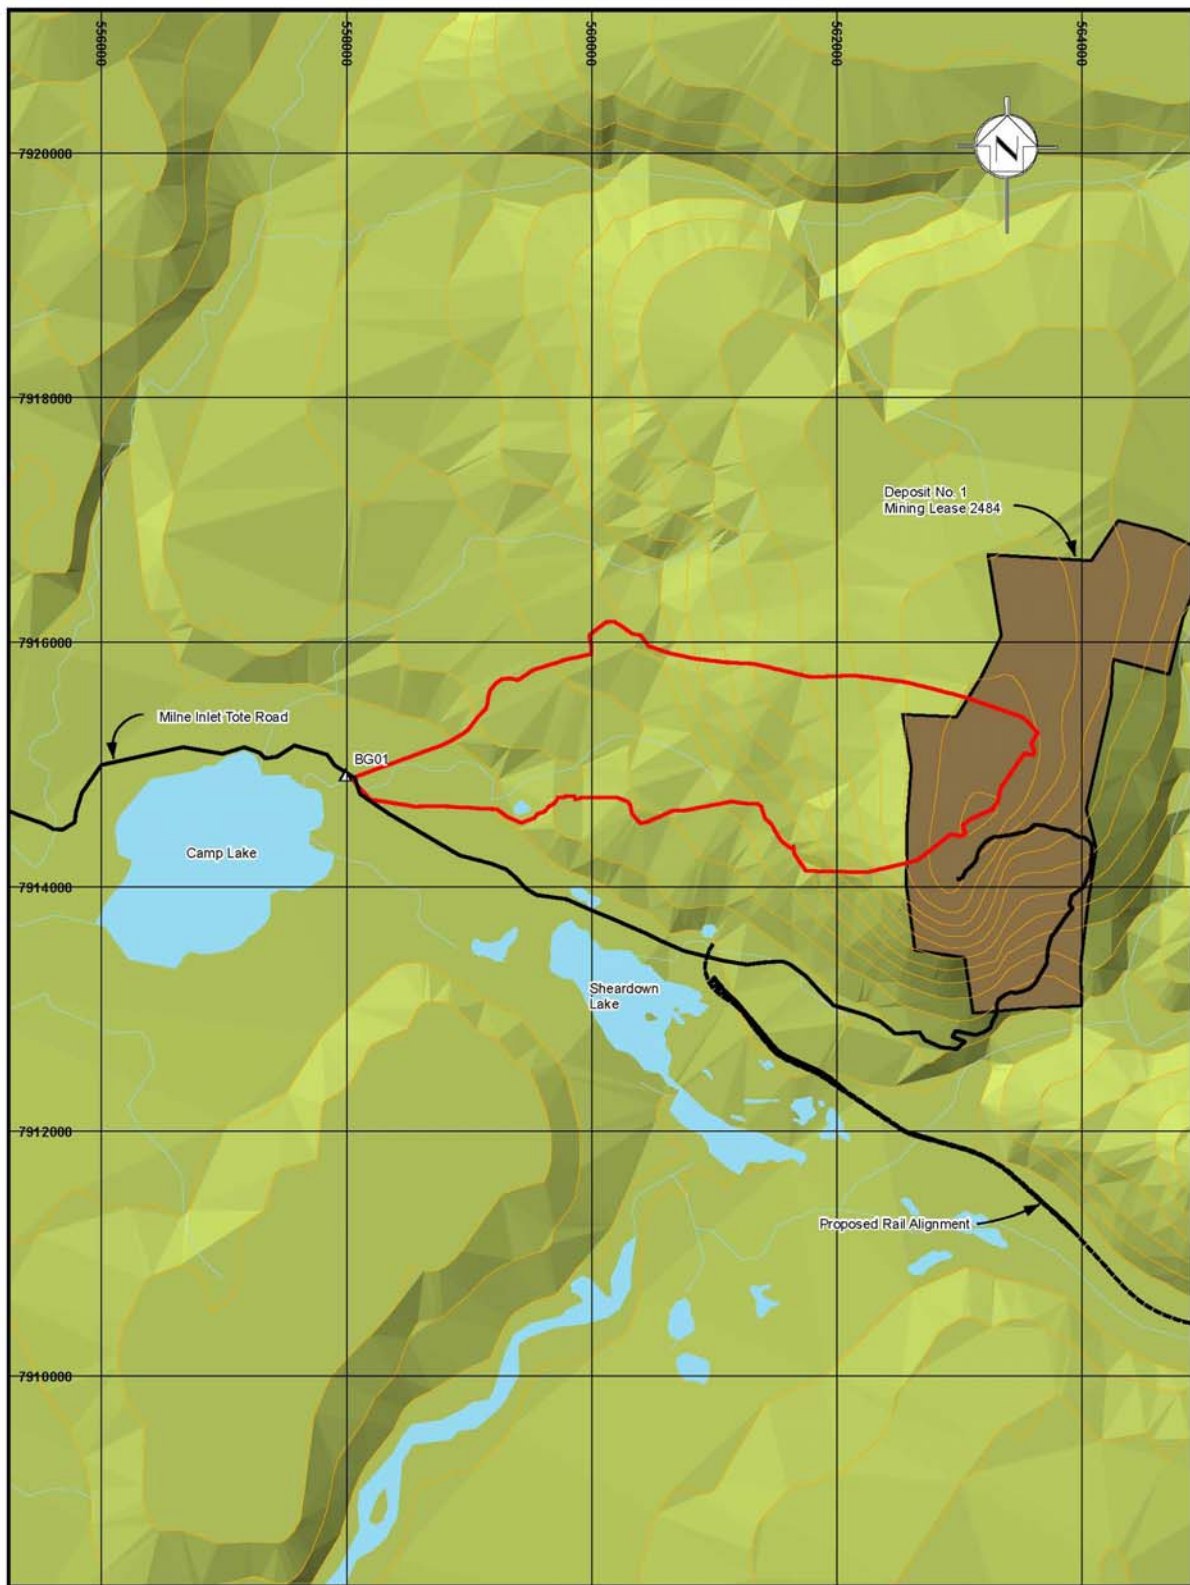 556000
558000
560000
562000
564000
N
7920000
7918000
Deposit No. 1
Mining Lease 2484
7916000
Milne Inlet Tote Road
BG01
Camp Lake
7914000
Sheardown
Lake
7912000
Proposed Rail Alignment
7910000